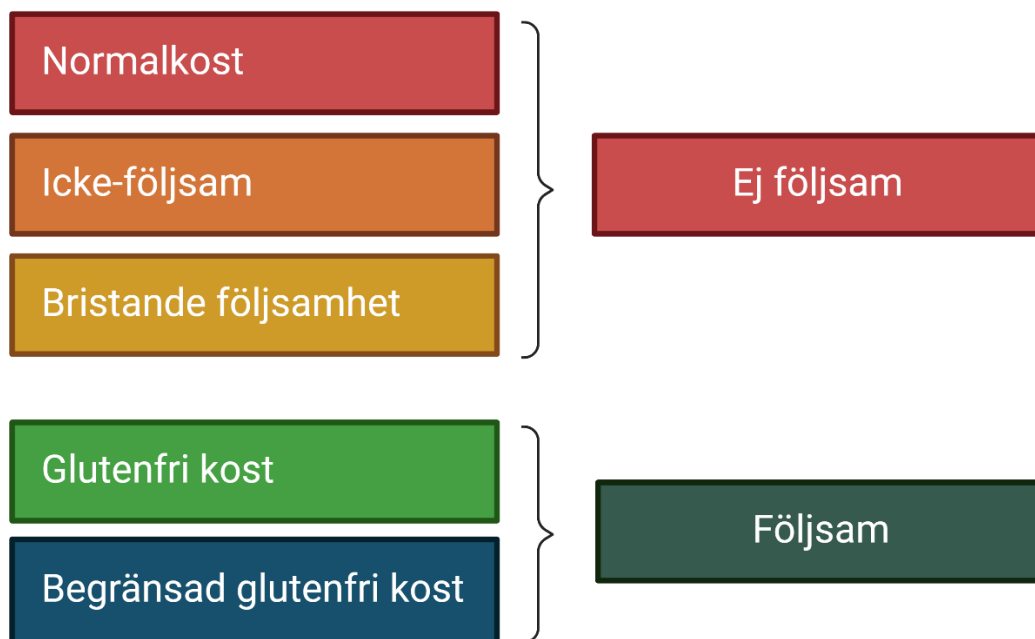 Normalkost
Icke-följsam
Bristande följsamhet
Ej följsam
Glutenfri kost
Begränsad glutenfri kost
Följsam